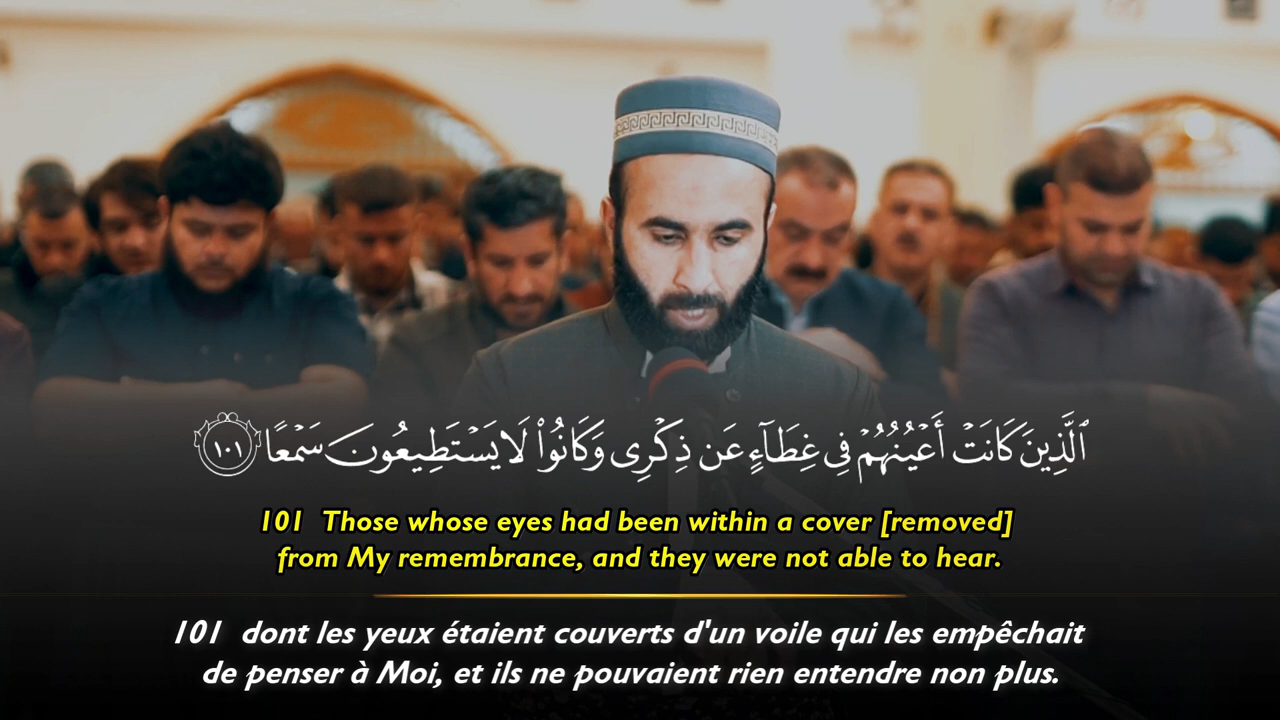 ٱلَّذِينَ كَانَتْ أَعْيُنُهُمْ فِى غِطَآءٍ عَن ذِكْرِى وَكَانُوا۟ لَا يَسْتَطِيعُونَ سَمْعًا ١٠١
101 Those whose eyes had been within a cover [removed]
from My remembrance, and they were not able to hear.
101 dont les yeux étaient couverts d'un voile qui les empêchait
de penser à Moi, et ils ne pouvaient rien entendre non plus.